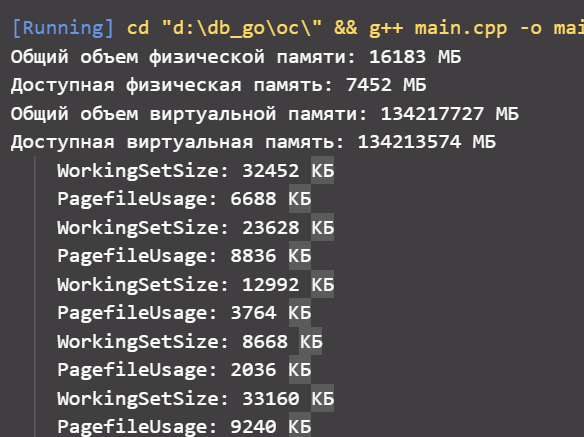 [Running] cd "d:\db_go\oc\" && g++ main.cpp -o mai
Общий объем физической памяти: 16183 МБ
Доступная физическая память: 7452 МБ
Общий объем виртуальной памяти: 134217727 МБ
Доступная виртуальная память: 134213574 МБ
WorkingSetSize: 32452 КБ
PagefileUsage: 6688 КБ
WorkingSetSize: 23628 КБ
PagefileUsage: 8836 КБ
WorkingSetSize: 12992 КБ
PagefileUsage: 3764 КБ
WorkingSetSize: 8668 КБ
PagefileUsage: 2036 КБ
WorkingSetSize: 33160 КБ
PagefileUsage: 9240 КБ